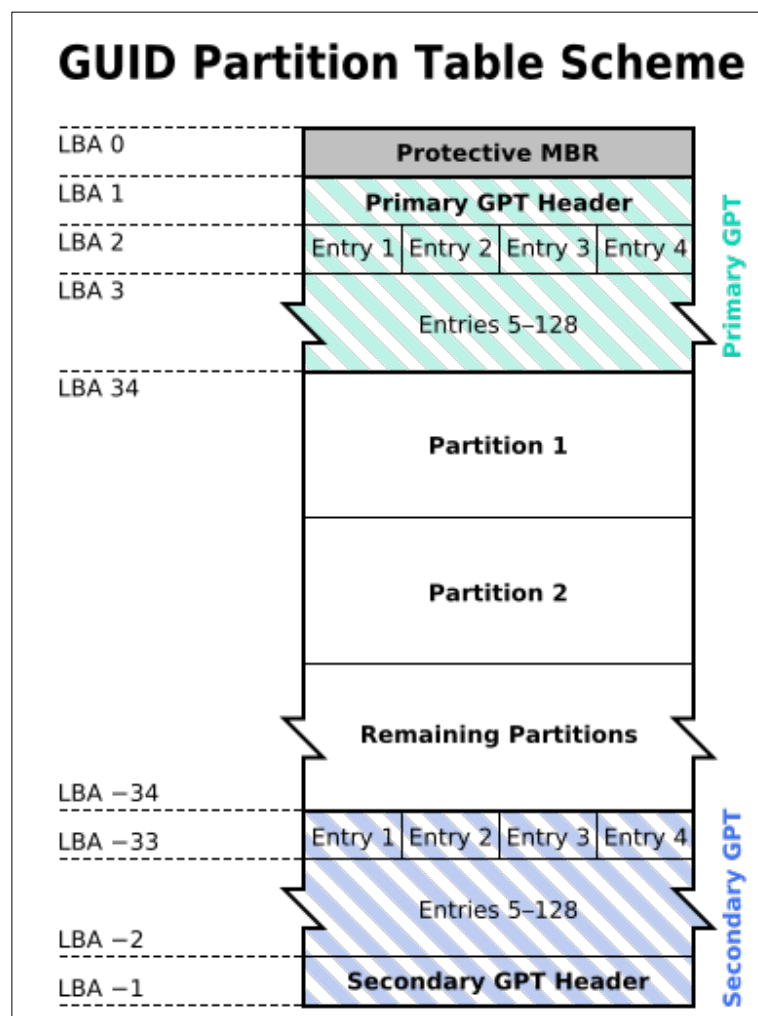 GUID Partition Table Scheme
LBA 0
Protective MBR
LBA 1
Primary GPT Header
LBA 2
Entry 1 Entry 2 Entry 3 Entry 4
LBA 3
Entries 5–128
Primary GPT
LBA 34
Partition 1
Partition 2
Remaining Partitions
LBA −34
LBA −33
Entry 1 Entry 2 Entry 3 Entry 4
Entries 5–128
LBA −2
Secondary GPT Header
LBA −1
Secondary GPT